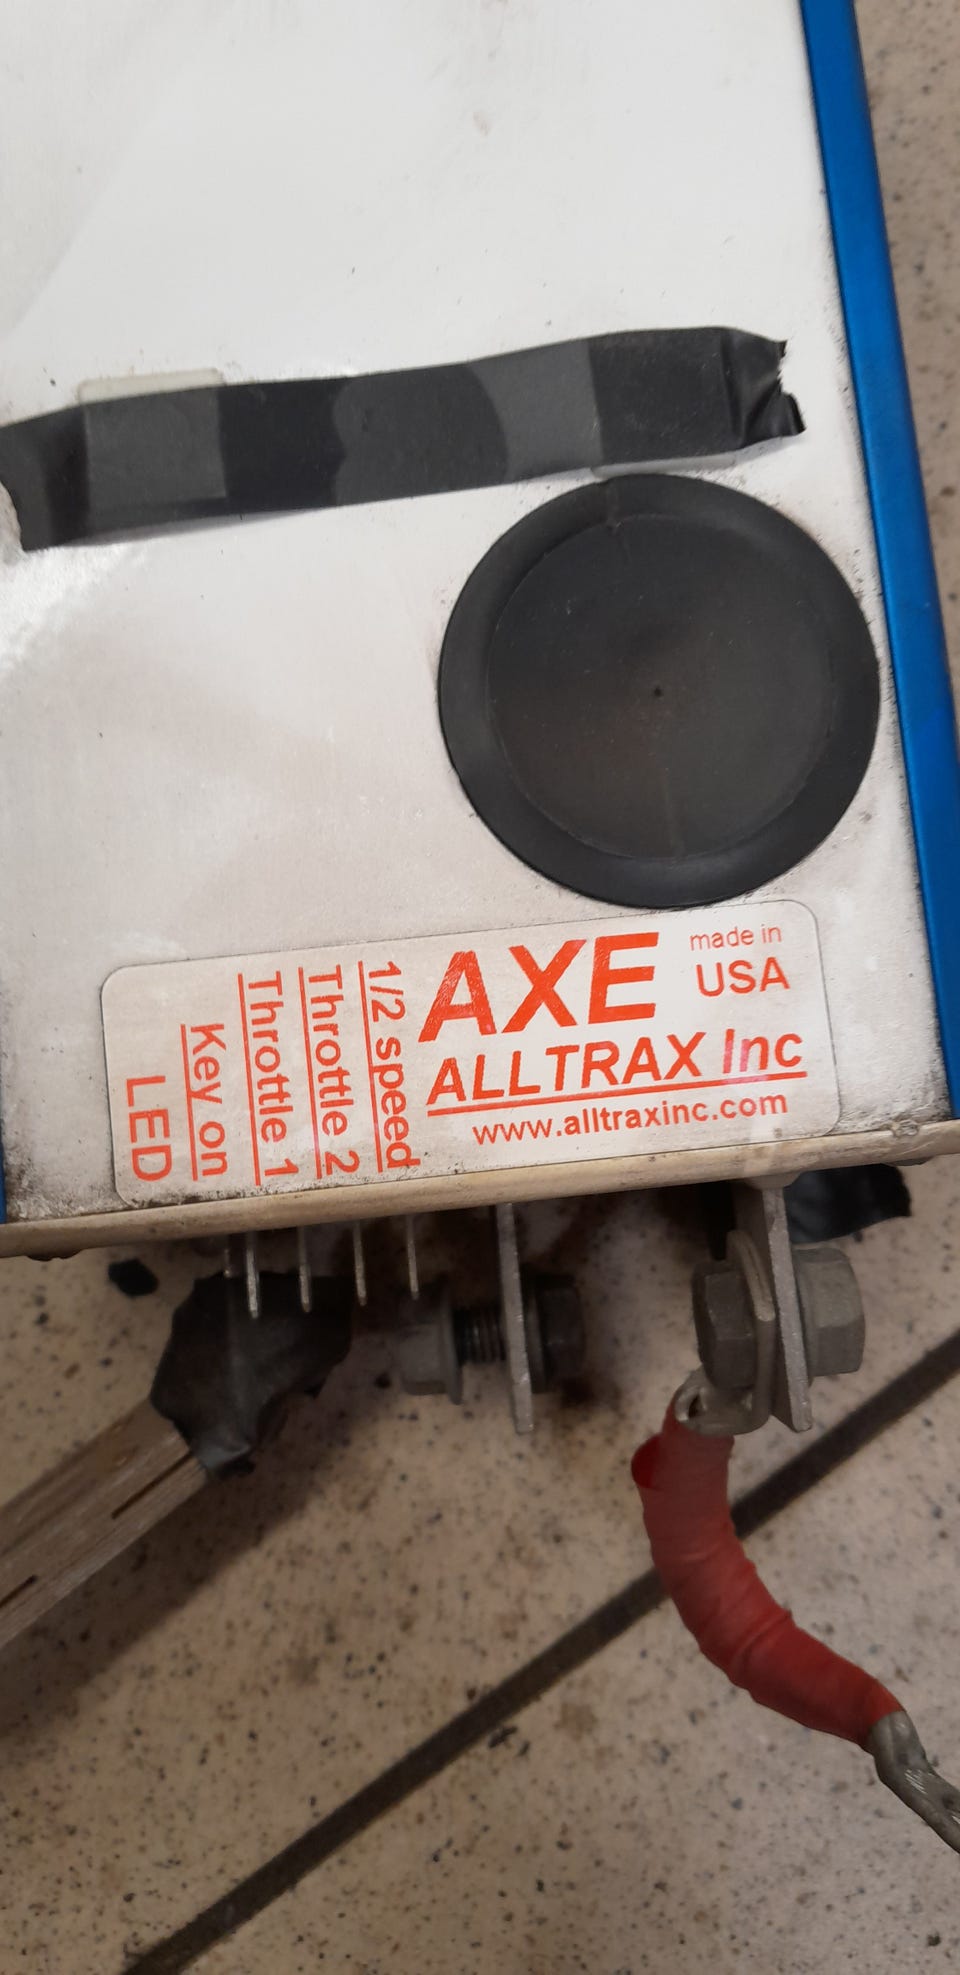 LED
Key on
Throttle 1
Throttle 2
1/2 speed
AXE
made in
USA
ALLTRAX Inc
www.alltraxinc.com